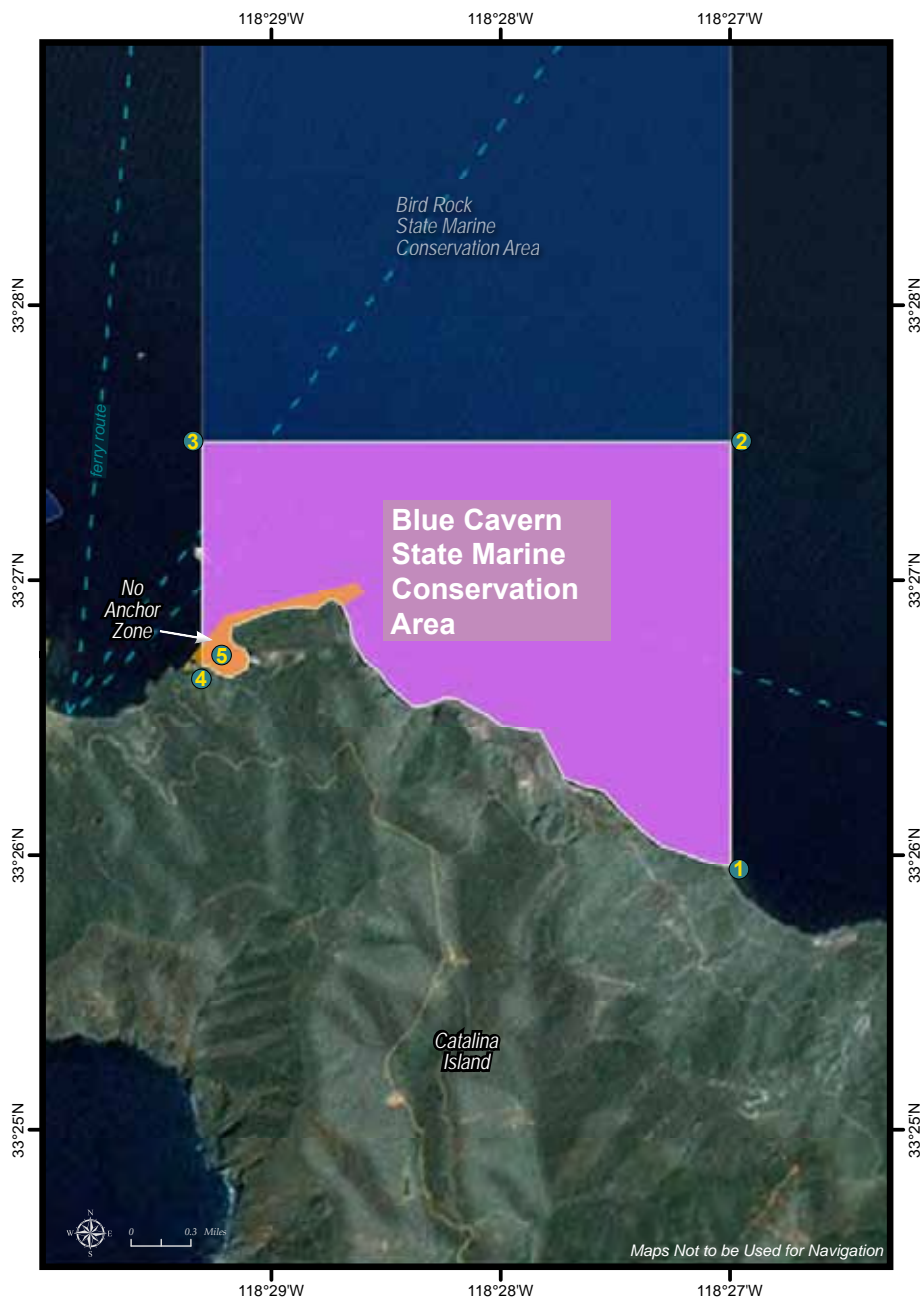 118°29'W
118°28'W
118°27'W
Bird Rock
State Marine
Conservation Area
33°28'N
33°28'N
ferry route
3
2
Blue Cavern
State Marine
Conservation
Area
33°27'N
33°27'N
No
Anchor
Zone
5
4
33°26'N
33°26'N
1
Catalina
Island
33°25'N
33°25'N
N
W E
S
0 0.3 Miles
Maps Not to be Used for Navigation
118°29'W
118°28'W
118°27'W